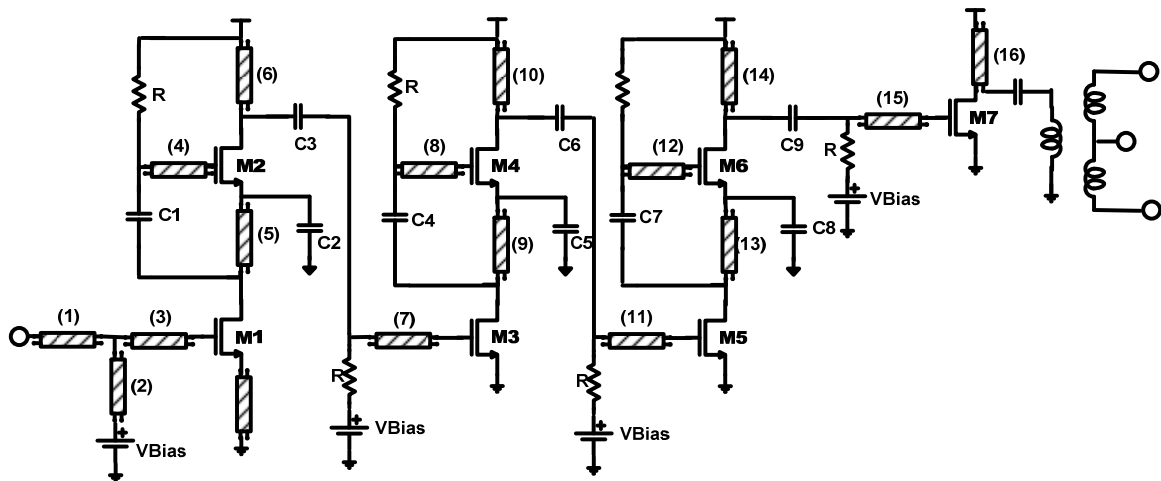 (6)
(10)
(14)
(16)
R
R
(15)
C3
C6
C9
M7
(4)
M2
(8)
M4
(12)
M6
R
VBias
C1
(5)
C2
C4
(9)
C5
C7
(13)
C8
(1)
(3)
M1
(7)
M3
(11)
M5
(2)
R
R
VBias
VBias
VBias